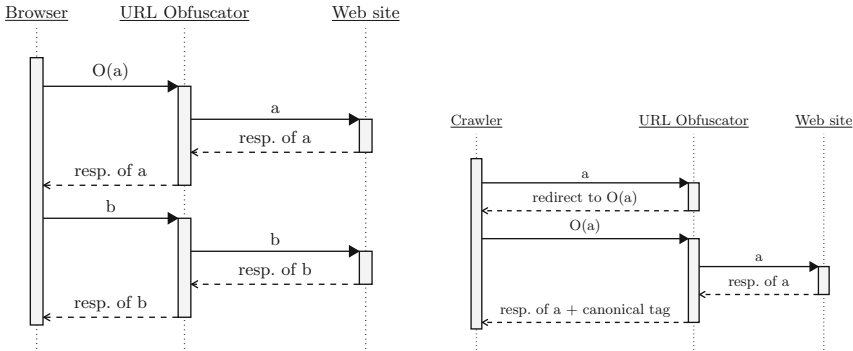 Browser URL Obfuscator Web site
O(a)
a
resp. of a
resp. of a
b
b
resp. of b
resp. of b
Crawler URL Obfuscator Web site
a
redirect to O(a)
O(a)
a
resp. of a
resp. of a + canonical tag